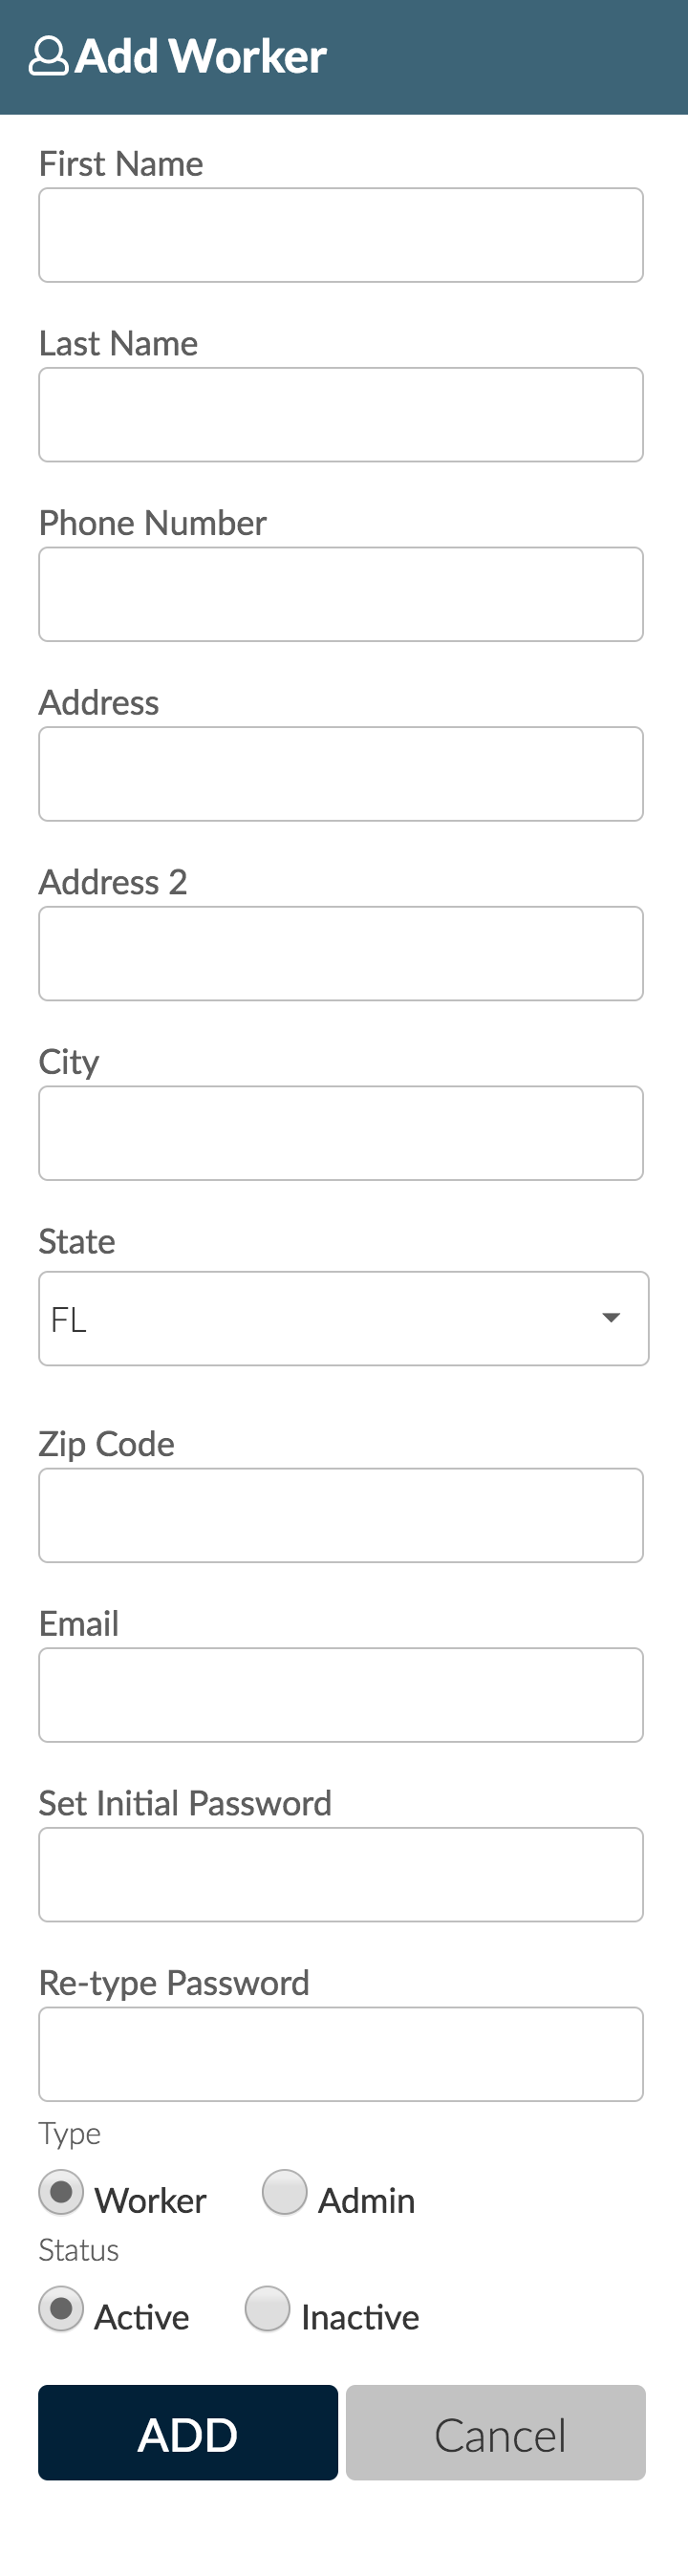 Add Worker
First Name
Last Name
Phone Number
Address
Address 2
City
State
FL
Zip Code
Email
Set Initial Password
Re-type Password
Type
Worker Admin
Status
Active Inactive
ADD Cancel